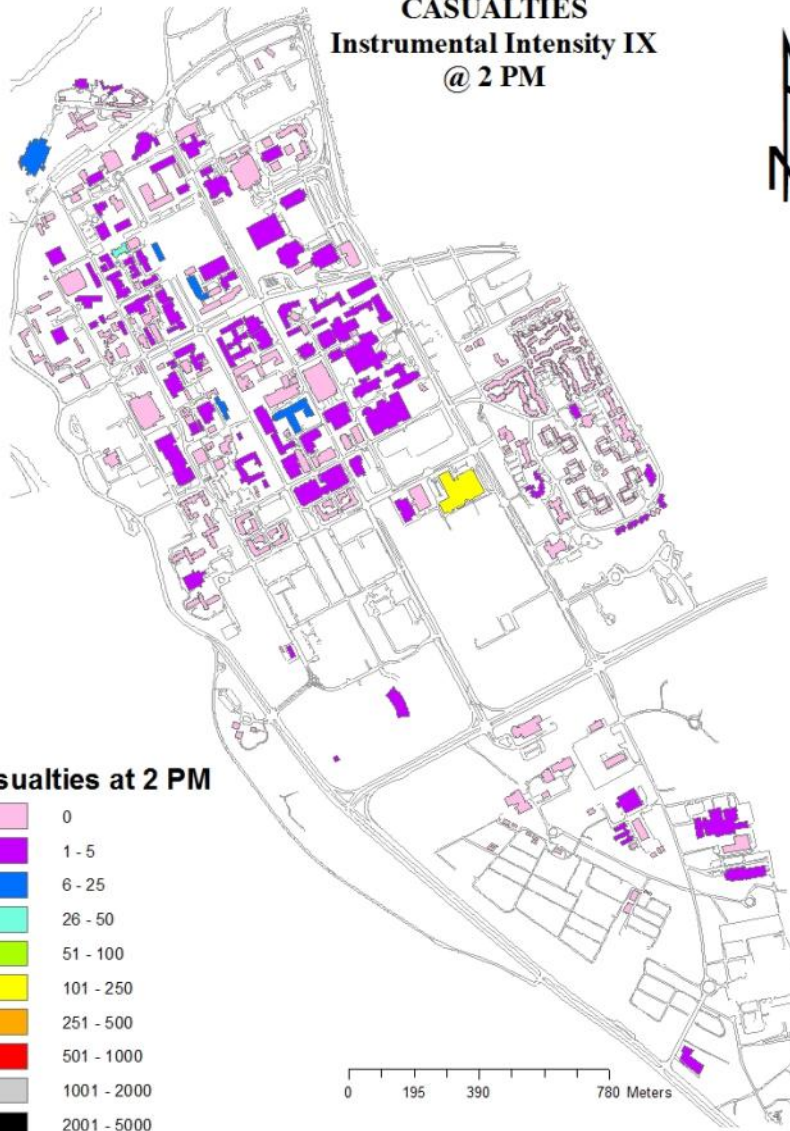 CASUALTIES
Instrumental Intensity IX
@ 2 PM
N
sualties at 2 PM
0
1 - 5
6 - 25
26 - 50
51 - 100
101 - 250
251 - 500
501 - 1000
1001 - 2000
2001 - 5000
0 195 390 780 Meters